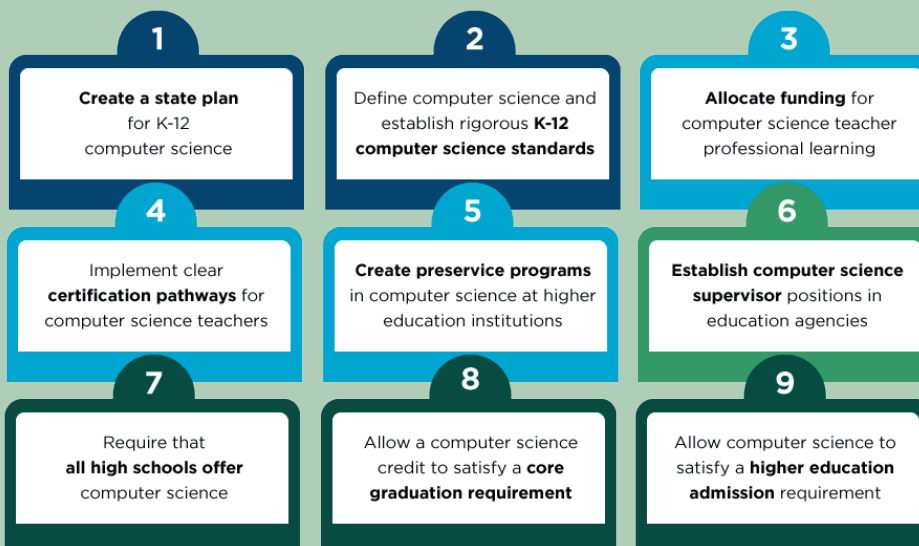 1
Create a state plan
for K-12
computer science
2
Define computer science and
establish rigorous K-12
computer science standards
3
Allocate funding for
computer science teacher
professional learning
4
Implement clear
certification pathways for
computer science teachers
5
Create preservice programs
in computer science at higher
education institutions
6
Establish computer science
supervisor positions in
education agencies
7
Require that
all high schools offer
computer science
8
Allow a computer science
credit to satisfy a core
graduation requirement
9
Allow computer science to
satisfy a higher education
admission requirement